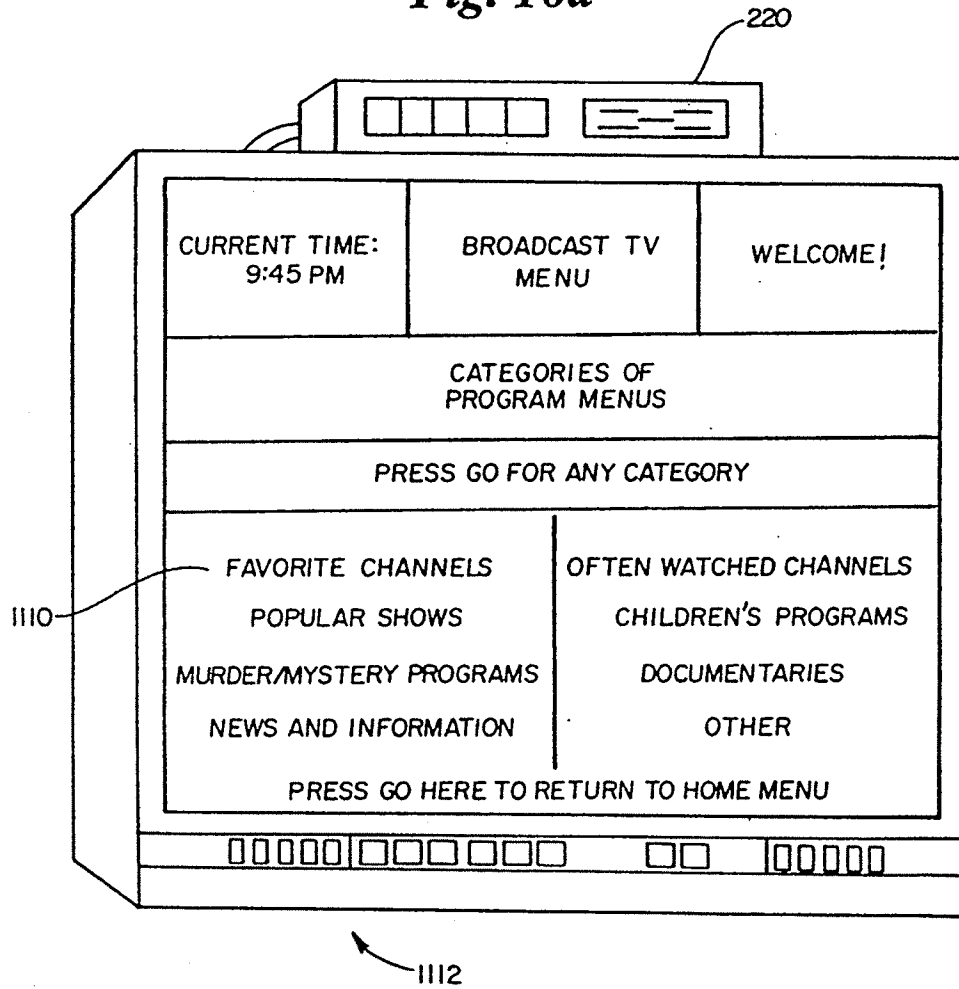 Fig. 16a
220
CURRENT TIME:
9:45 PM
BROADCAST TV
MENU
WELCOME!
CATEGORIES OF
PROGRAM MENUS
PRESS GO FOR ANY CATEGORY
1110
FAVORITE CHANNELS
OFTEN WATCHED CHANNELS
POPULAR SHOWS
CHILDREN'S PROGRAMS
MURDER/MYSTERY PROGRAMS
DOCUMENTARIES
NEWS AND INFORMATION
OTHER
PRESS GO HERE TO RETURN TO HOME MENU
1112